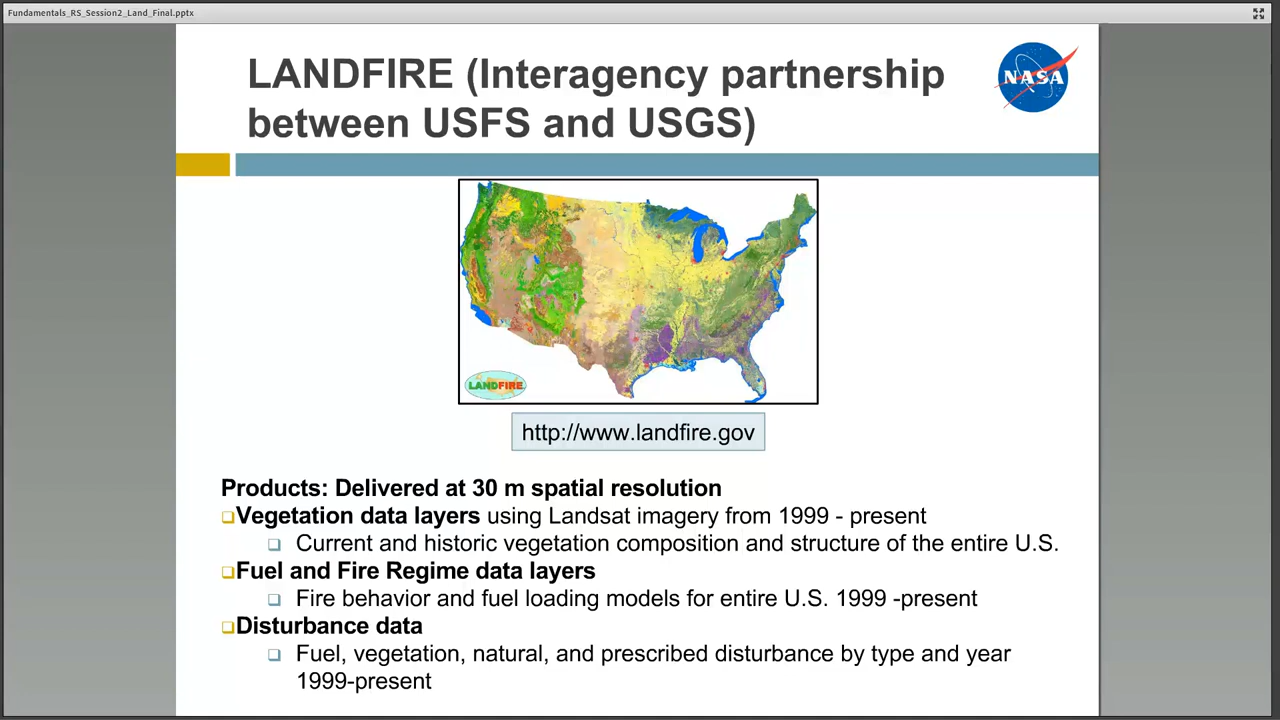 Fundamentals_RS_Session2_Land_Final.pptx
LANDFIRE (Interagency partnership
between USFS and USGS)
NASA
LANDFIRE
http://www.landfire.gov
Products: Delivered at 30 m spatial resolution
Vegetation data layers using Landsat imagery from 1999 - present
Current and historic vegetation composition and structure of the entire U.S.
Fuel and Fire Regime data layers
Fire behavior and fuel loading models for entire U.S. 1999 -present
Disturbance data
Fuel, vegetation, natural, and prescribed disturbance by type and year
1999-present